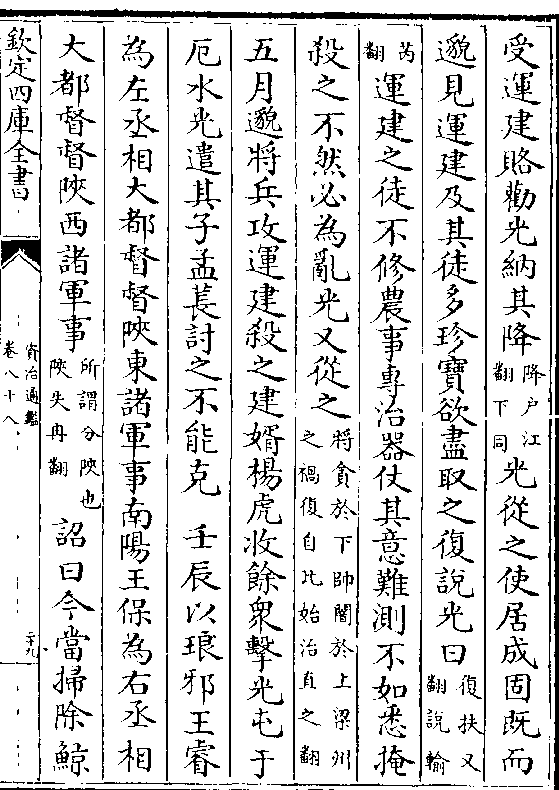 受運建賂勸光納其降降户江翻下同光從之使居成固既而
邈見運建及其徒多珍寶欲盡取之復説光曰復扶又翻説輸
芮翻運建之徒不修農事專治器仗其意難測不如悉掩
殺之不然必為亂光又從之將貪於下帥闇於上梁州之禍復自此始治直之翻
五月邈將兵攻運建殺之建婿楊虎收餘衆擊光屯于
厄水光遣其子孟萇討之不能克　壬辰以琅邪王睿
為左丞相大都督督陜東諸軍事南陽王保為右丞相
大都督督陜西諸軍事所謂分陜也陜失冉翻詔曰今當掃除鯨
欽定四庫全書
資治通鑑
卷八十八
二十九